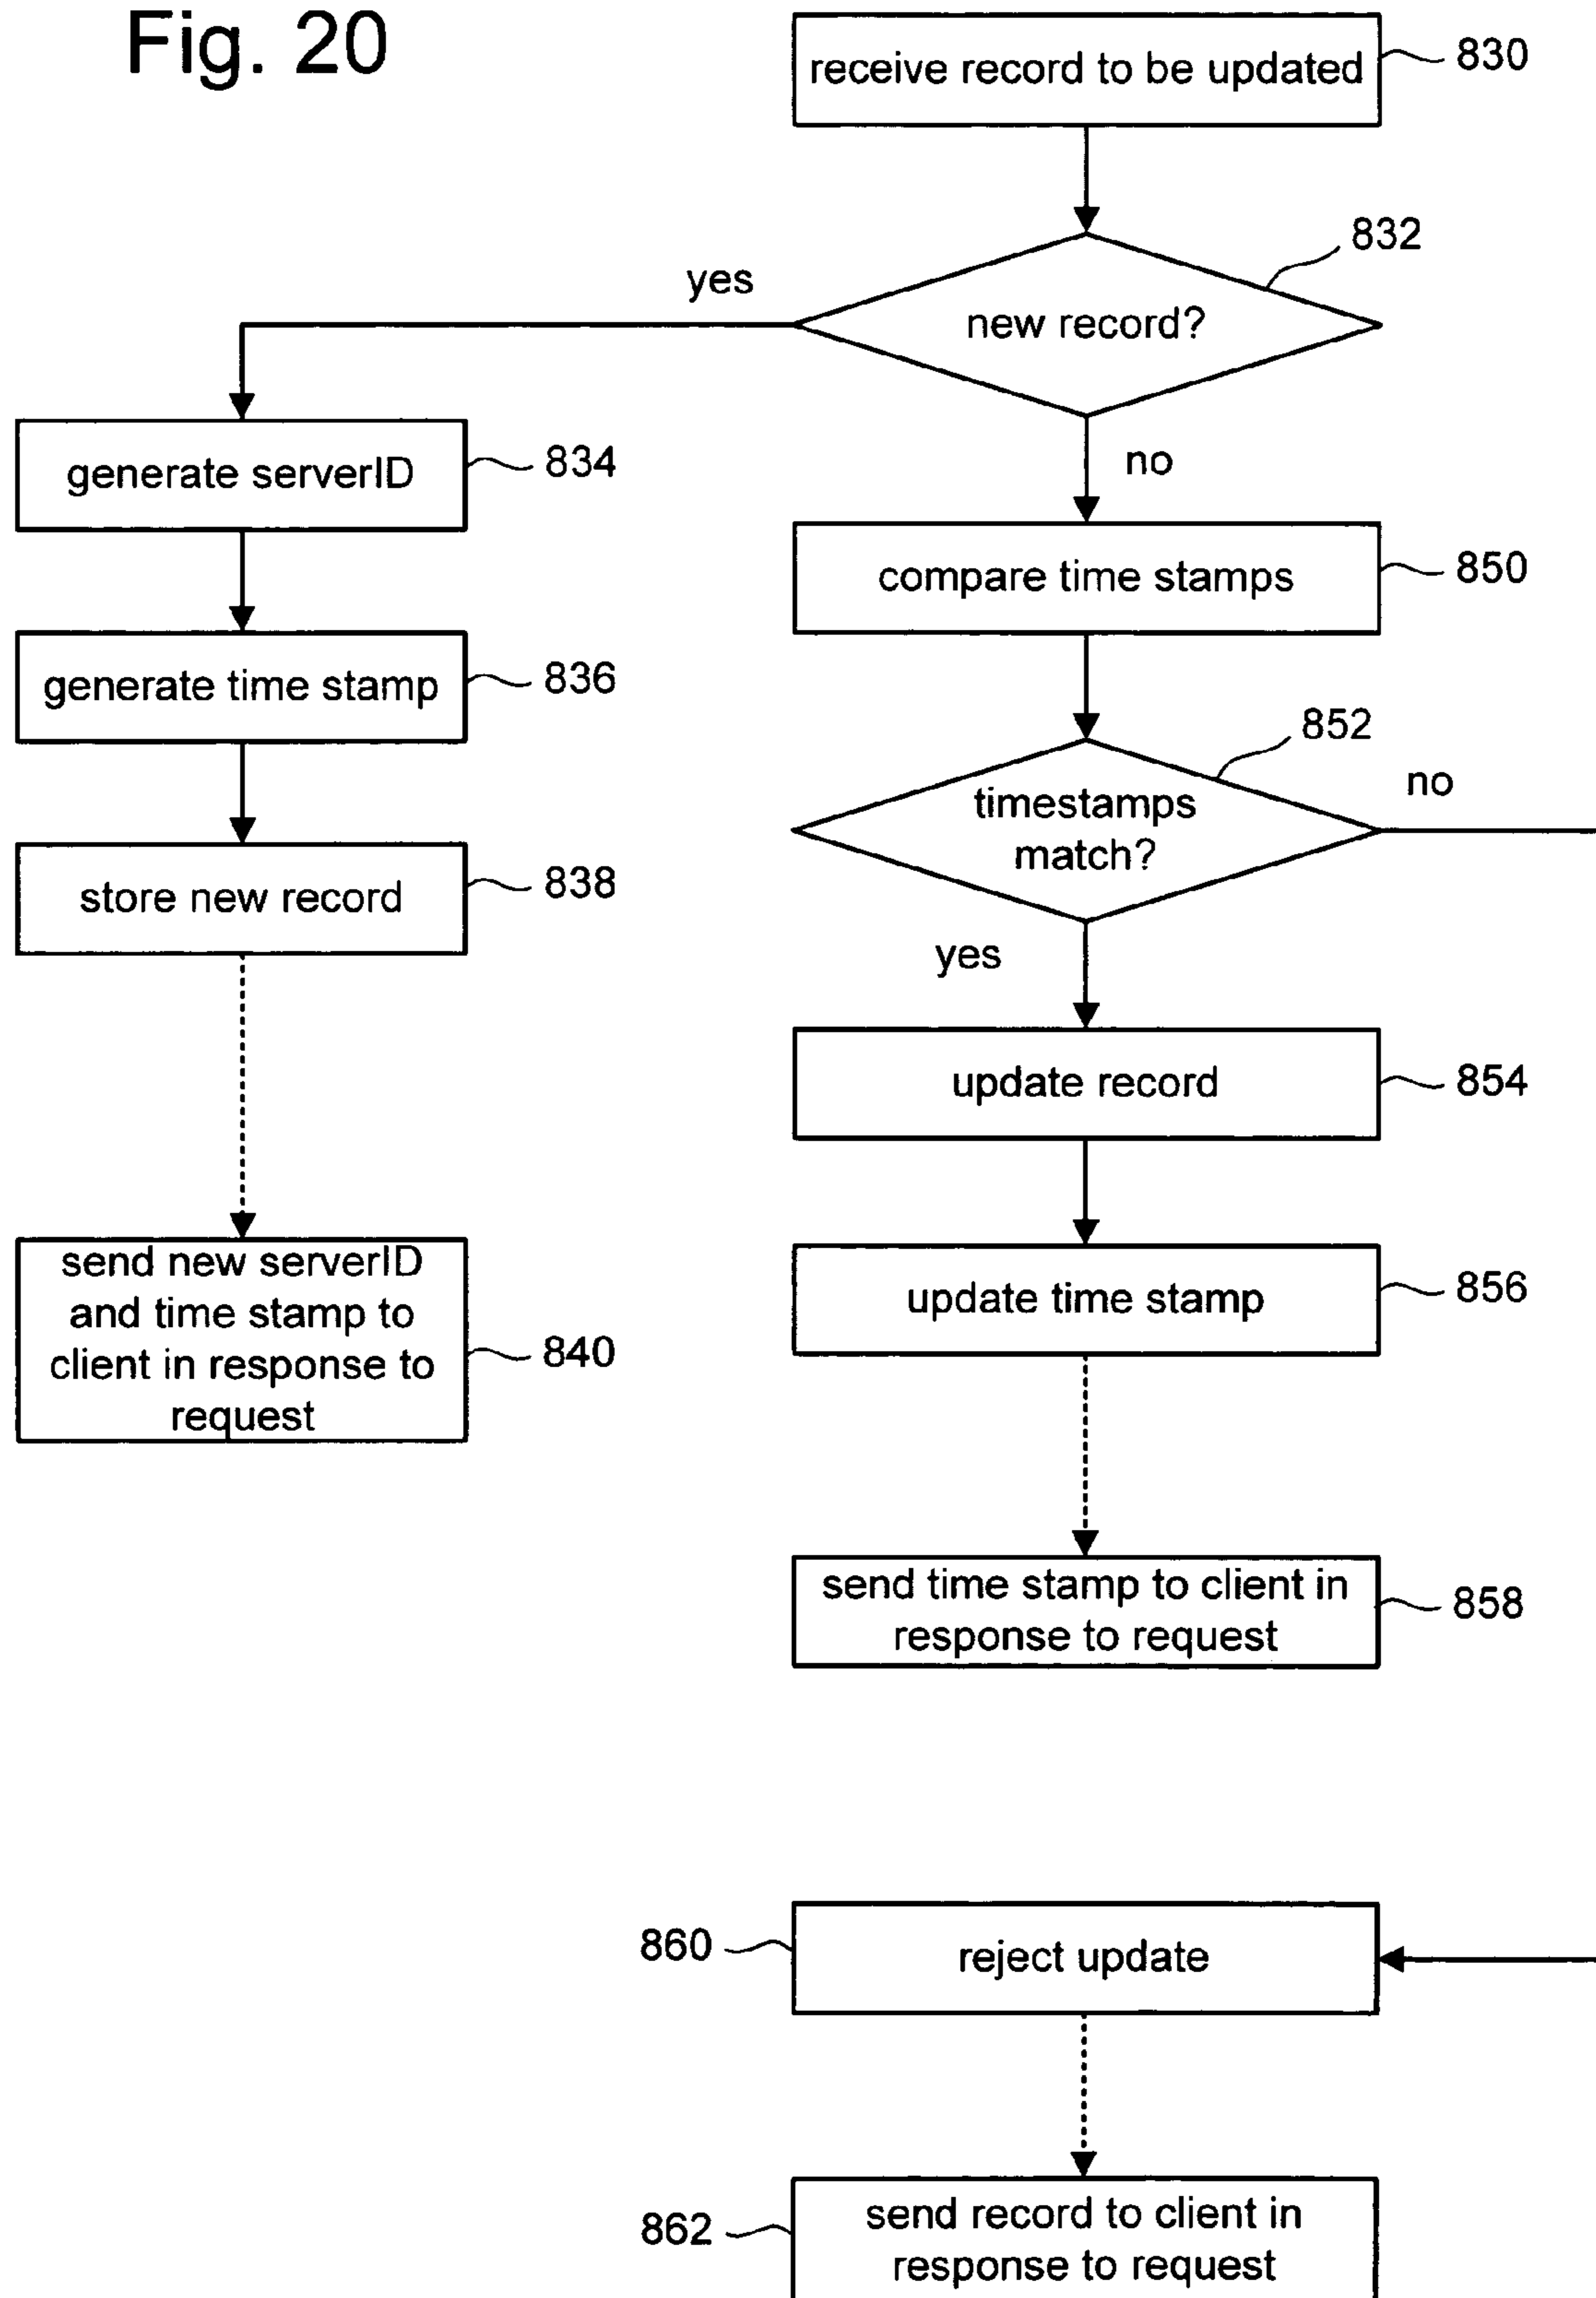 Fig. 20
receive record to be updated
830
832
yes
new record?
no
generate serverID
834
compare time stamps
850
generate time stamp
836
852
timestamps
match?
no
store new record
838
yes
update record
854
send new serverID
and time stamp to
client in response to
request
840
update time stamp
856
send time stamp to client in
response to request
858
860
reject update
862
send record to client in
response to request